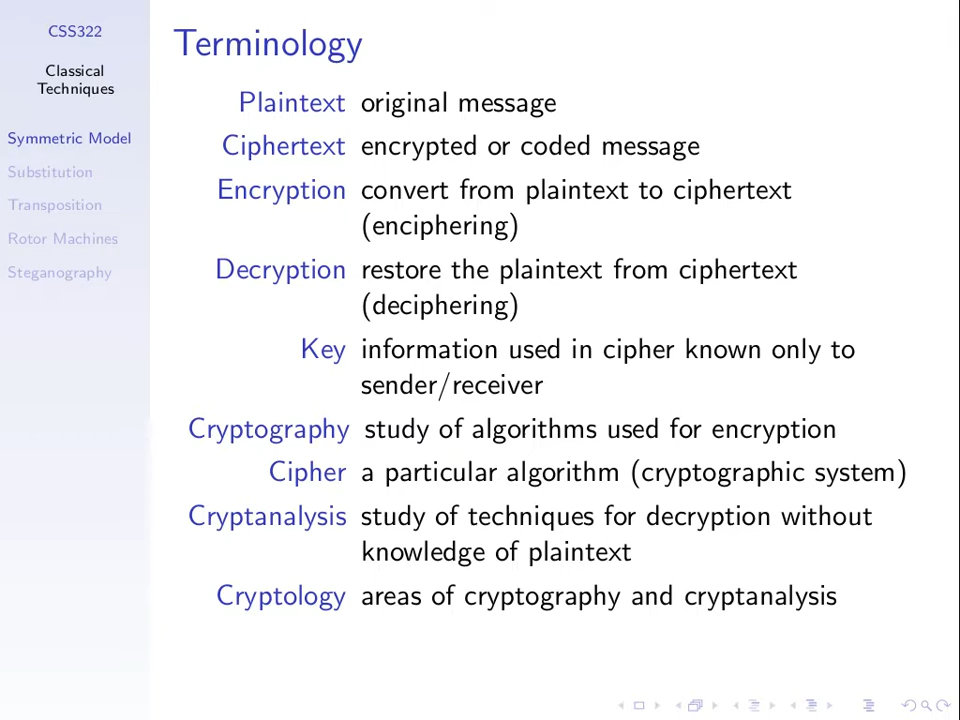 CSS322
Classical
Techniques
Symmetric Model
Substitution
Transposition
Rotor Machines
Steganography
Terminology
Plaintext original message
Ciphertext encrypted or coded message
Encryption convert from plaintext to ciphertext
(enciphering)
Decryption restore the plaintext from ciphertext
(deciphering)
Key information used in cipher known only to
sender/receiver
Cryptography study of algorithms used for encryption
Cipher a particular algorithm (cryptographic system)
Cryptanalysis study of techniques for decryption without
knowledge of plaintext
Cryptology areas of cryptography and cryptanalysis